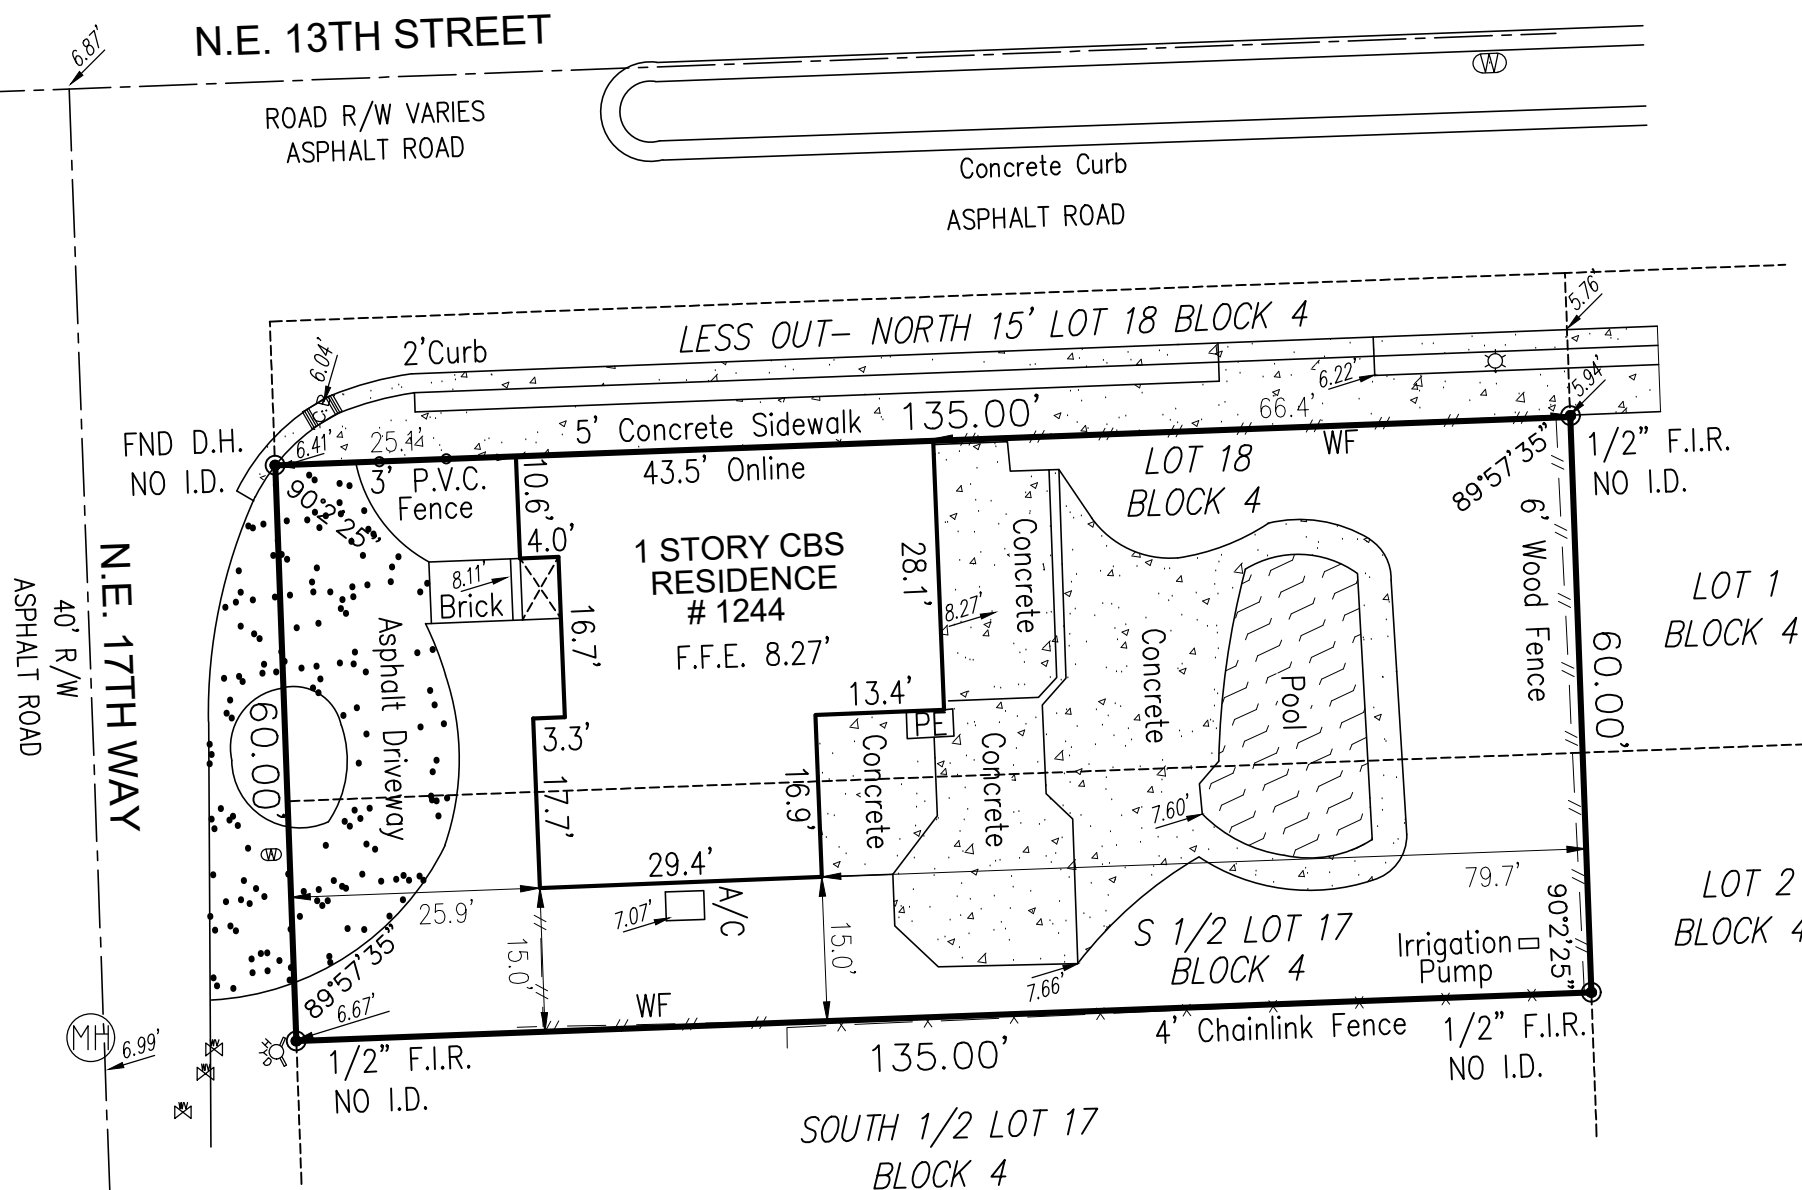 6.87'
N.E. 13TH STREET
ROAD R/W VARIES
ASPHALT ROAD
W
Concrete Curb
ASPHALT ROAD
5.76'
LESS OUT- NORTH 15' LOT 18 BLOCK 4
2'Curb
6.04'
6.22'
5.94'
66.4'
135.00'
5' Concrete Sidewalk
25.4'
6.41'
FND D.H.
NO I.D.
90°2'25"
3' P.V.C.
Fence
43.5' Online
10.6'
4.0'
WF
LOT 18
BLOCK 4
89°57'35"
1/2" F.I.R.
NO I.D.
6' Wood Fence
1 STORY CBS
RESIDENCE
# 1244
F.F.E. 8.27'
28.1'
8.27'
Concrete
8.11'
Brick
16.7'
N.E. 17TH WAY
40' R/W
ASPHALT ROAD
60.00'
Asphalt Driveway
3.3'
17.7'
13.4'
PE
16.9'
Concrete
Concrete
Concrete
Pool
7.60'
60.00'
LOT 1
BLOCK 4
W
29.4'
25.9'
7.07'
A/C
15.0'
15.0'
79.7'
LOT 2
BLOCK 4
S 1/2 LOT 17
BLOCK 4
Irrigation
Pump
90°2'25"
7.66'
89°57'35"
6.67'
WF
MH
6.99'
1/2" F.I.R.
NO I.D.
135.00'
4' Chainlink Fence
1/2" F.I.R.
NO I.D.
SOUTH 1/2 LOT 17
BLOCK 4